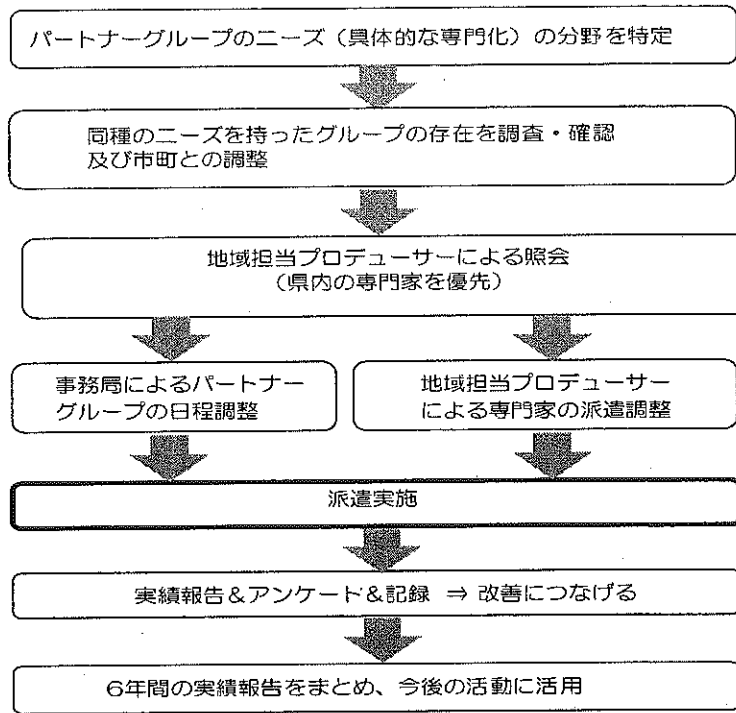 パートナーグループのニーズ（具体的な専門化）の分野を特定
同種のニーズを持ったグループの存在を調査・確認
及び市町との調整
地域担当プロデューサーによる照会
（県内の専門家を優先）
事務局によるパートナー
グループの日程調整
地域担当プロデューサー
による専門家の派遣調整
派遣実施
実績報告＆アンケード＆記録 ⇒ 改善につなげる
6年間の実績報告をまとめ、今後の活動に活用